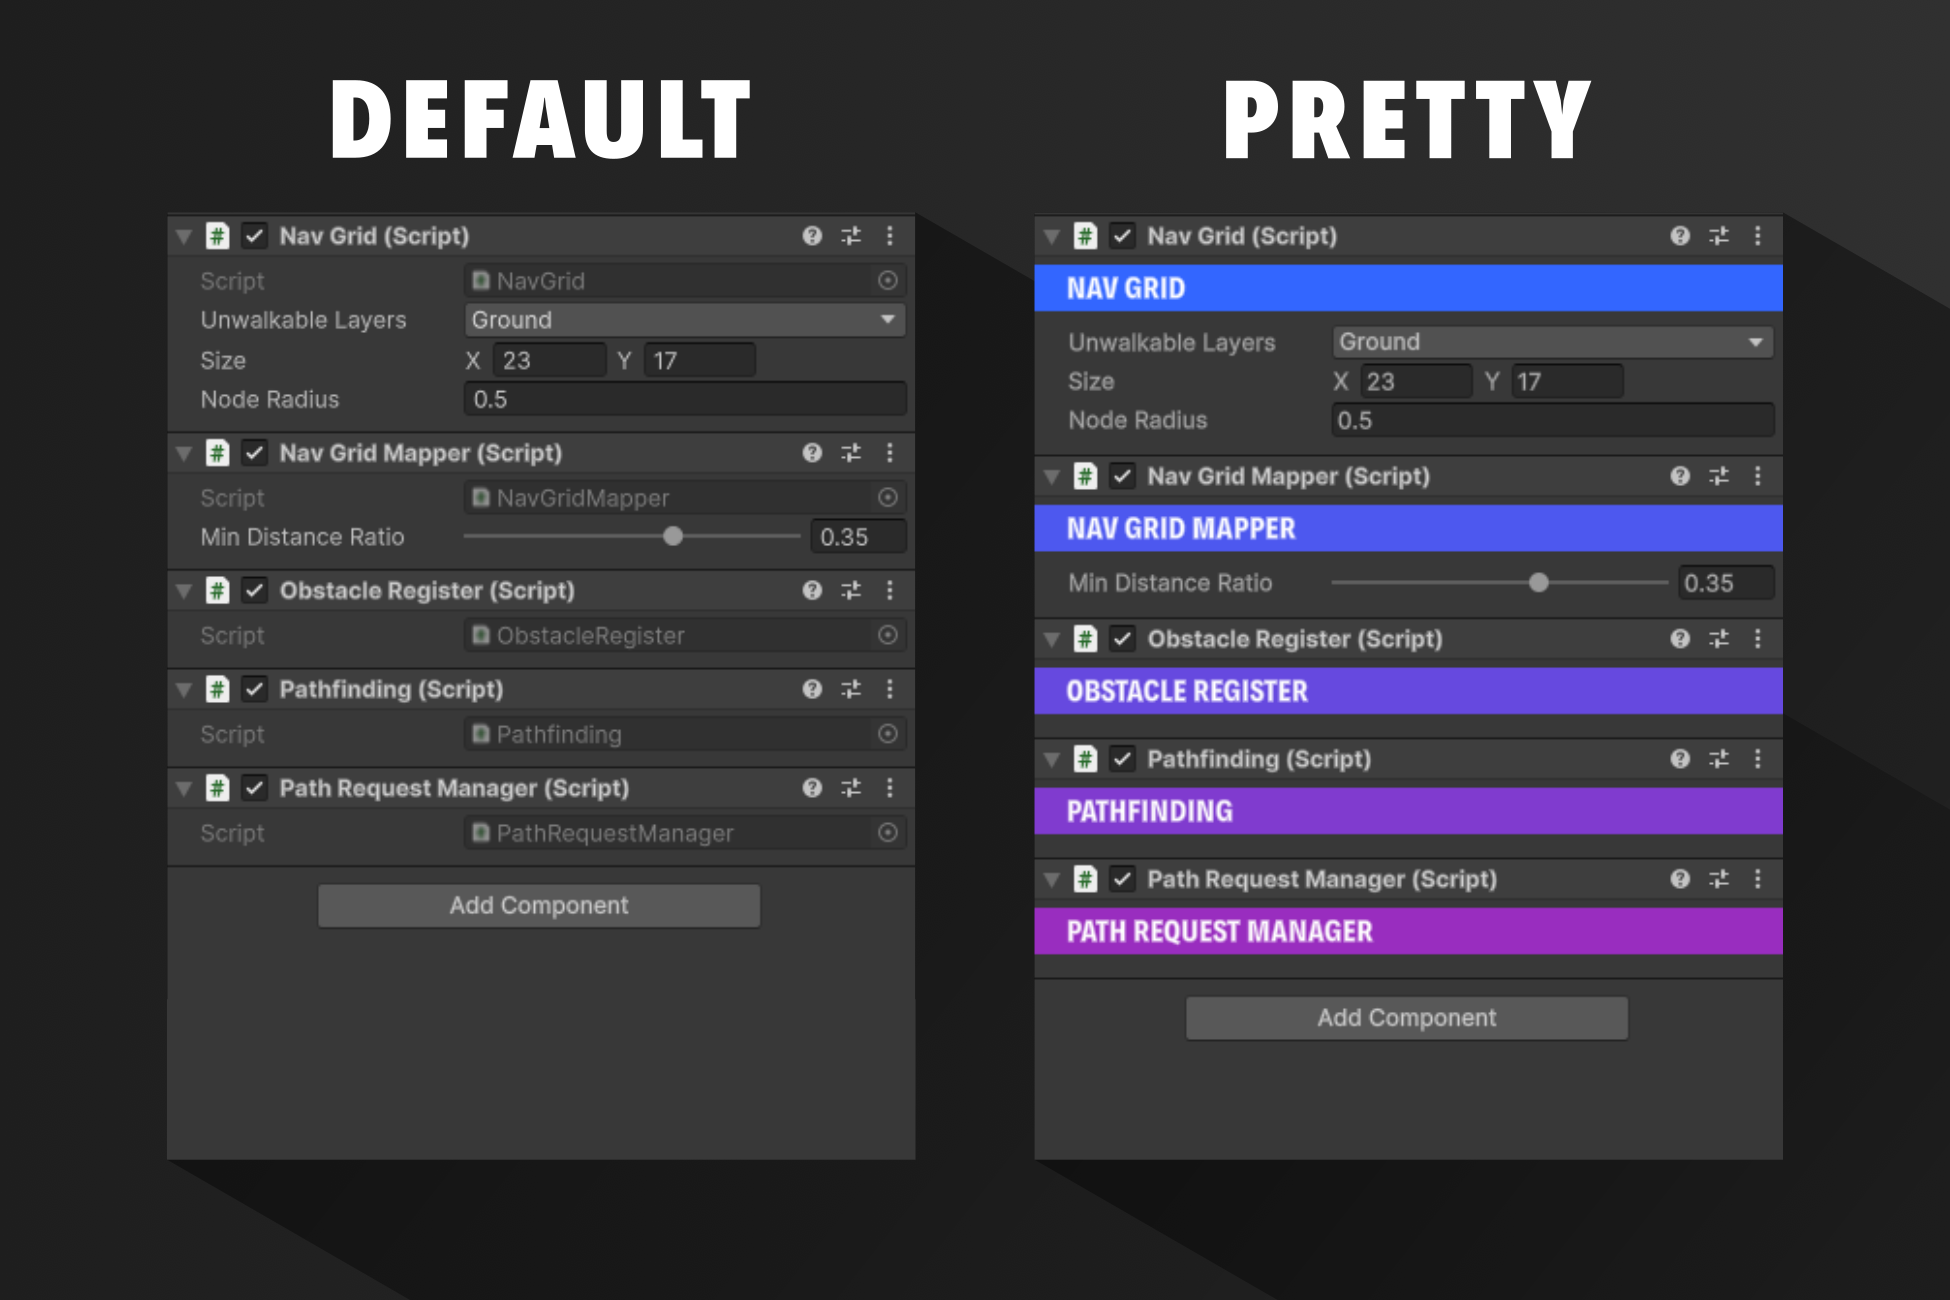 DEFAULT
Nav Grid (Script)
Script NavGrid
Unwalkable Layers Ground
Size X 23 Y 17
Node Radius 0.5
Nav Grid Mapper (Script)
Script NavGridMapper
Min Distance Ratio 0.35
Obstacle Register (Script)
Script ObstacleRegister
Pathfinding (Script)
Script Pathfinding
Path Request Manager (Script)
Script PathRequestManager
Add Component
PRETTY
Nav Grid (Script)
NAV GRID
Unwalkable Layers Ground
Size X 23 Y 17
Node Radius 0.5
Nav Grid Mapper (Script)
NAV GRID MAPPER
Min Distance Ratio 0.35
Obstacle Register (Script)
OBSTACLE REGISTER
Pathfinding (Script)
PATHFINDING
Path Request Manager (Script)
PATH REQUEST MANAGER
Add Component